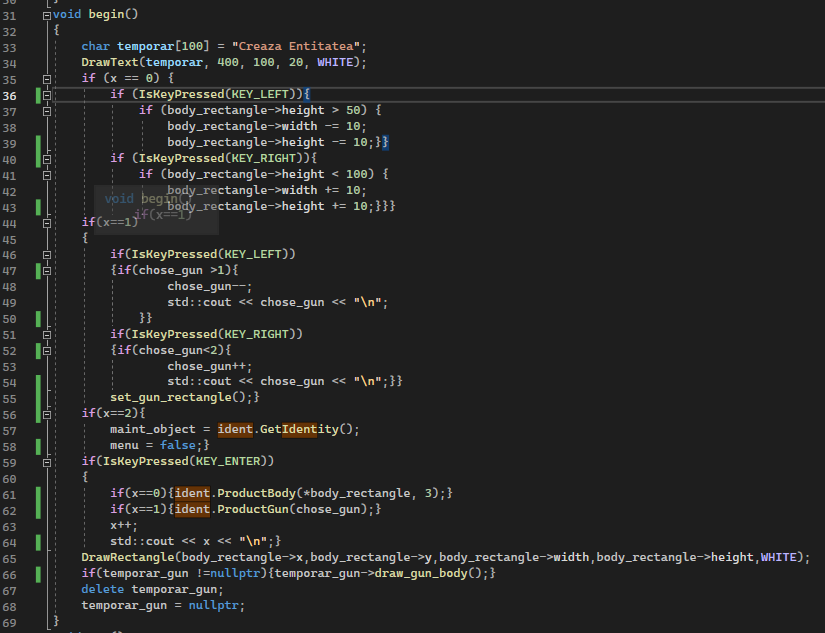 31 void begin()
32 {
33 char temporar[100] = "Creaza Entitatea";
34 DrawText(temporar, 400, 100, 20, WHITE);
35 if (x == 0) {
36 if (IsKeyPressed(KEY_LEFT)){
37 if (body_rectangle->height > 50) {
38 body_rectangle->width -= 10;
39 body_rectangle->height -= 10;}}
40 if (IsKeyPressed(KEY_RIGHT)){
41 if (body_rectangle->height < 100) {
42 body_rectangle->width += 10;
void begin()
43 body_rectangle->height += 10;}}}
if(x==1)
44 if(x==1)
45 {
46 if(IsKeyPressed(KEY_LEFT))
47 {if(chose_gun >1){
48 chose_gun--;
49 std::cout << chose_gun << "\n";
50 }}
51 if(IsKeyPressed(KEY_RIGHT))
52 {if(chose_gun<2){
53 chose_gun++;
54 std::cout << chose_gun << "\n";}}
55 set_gun_rectangle();}
56 if(x==2){
57 maint_object = ident.GetIdentity();
58 menu = false;}
59 if(IsKeyPressed(KEY_ENTER))
60 {
61 if(x==0){ident.ProductBody(*body_rectangle, 3);}
62 if(x==1){ident.ProductGun(chose_gun);}
63 x++;
64 std::cout << x << "\n";}
65 DrawRectangle(body_rectangle->x,body_rectangle->y,body_rectangle->width,body_rectangle->height,WHITE);
66 if(temporar_gun !=nullptr){temporar_gun->draw_gun_body();}
67 delete temporar_gun;
68 temporar_gun = nullptr;
69 }